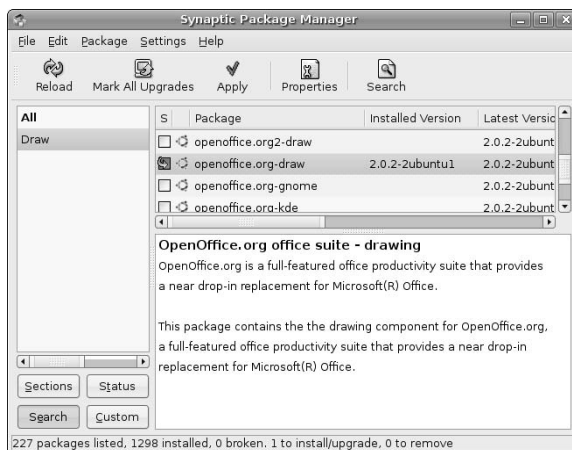 Synaptic Package Manager
File Edit Package Settings Help
Reload Mark All Upgrades Apply Properties Search
All
Draw
S Package Installed Version Latest Versic
openoffice.org2-draw 2.0.2-2ubunt
openoffice.org-draw 2.0.2-2ubuntu1 2.0.2-2ubunt
openoffice.org-gnome 2.0.2-2ubunt
openoffice.org-kde 2.0.2-2ubunt
OpenOffice.org office suite - drawing
OpenOffice.org is a full-featured office productivity suite that provides
a near drop-in replacement for Microsoft(R) Office.
This package contains the the drawing component for OpenOffice.org,
a full-featured office productivity suite that provides a near drop-in
replacement for Microsoft(R) Office.
Sections Status
Search Custom
227 packages listed, 1298 installed, 0 broken. 1 to install/upgrade, 0 to remove